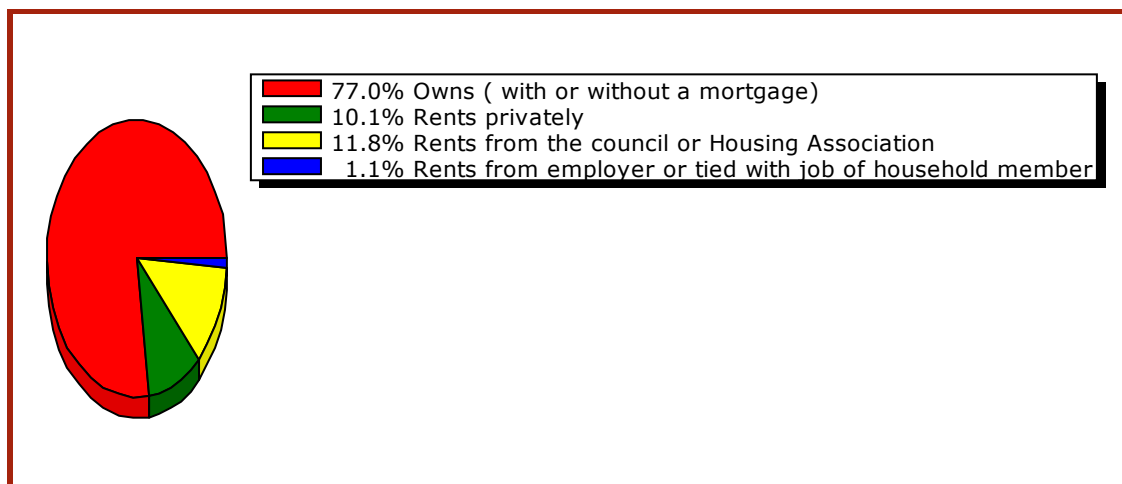 77.0% Owns ( with or without a mortgage)
10.1% Rents privately
11.8% Rents from the council or Housing Association
1.1% Rents from employer or tied with job of household member